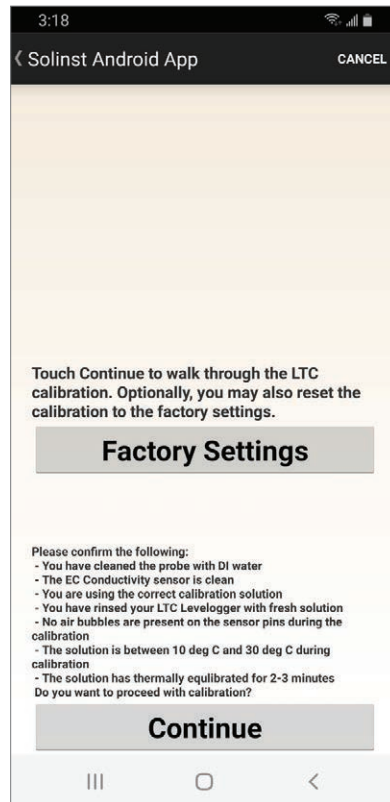 3:18
Solinst Android App
CANCEL
Touch Continue to walk through the LTC
calibration. Optionally, you may also reset the
calibration to the factory settings.
Factory Settings
Please confirm the following:
- You have cleaned the probe with DI water
- The EC Conductivity sensor is clean
- You are using the correct calibration solution
- You have rinsed your LTC Levelogger with fresh solution
- No air bubbles are present on the sensor pins during the
calibration
- The solution is between 10 deg C and 30 deg C during
calibration
- The solution has thermally equlibrated for 2-3 minutes
Do you want to proceed with calibration?
Continue